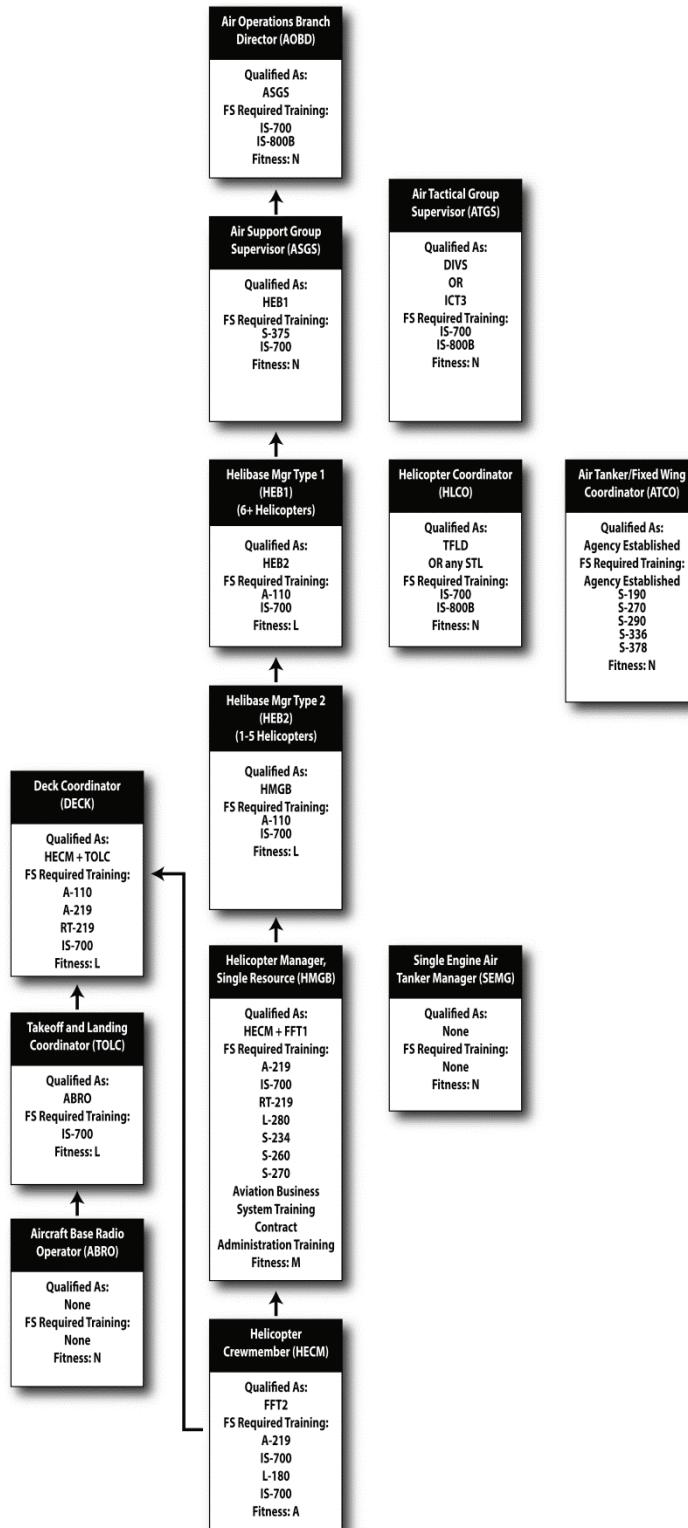 Air Operations Branch
Director (AOBD)
Qualified As:
ASGS
FS Required Training:
IS-700
IS-800B
Fitness: N
Air Support Group
Supervisor (ASGS)
Qualified As:
HEB1
FS Required Training:
S-375
IS-700
Fitness: N
Air Tactical Group
Supervisor (ATGS)
Qualified As:
DIVS
OR
ICT3
FS Required Training:
IS-700
IS-800B
Fitness: N
Helibase Mgr Type 1
(HEB1)
(6+ Helicopters)
Qualified As:
HEB2
FS Required Training:
A-110
IS-700
Fitness: L
Helicopter Coordinator
(HLCO)
Qualified As:
TFLD
OR any STL
FS Required Training:
IS-700
IS-800B
Fitness: N
Air Tanker/Fixed Wing
Coordinator (ATCO)
Qualified As:
Agency Established
FS Required Training:
Agency Established
S-190
S-270
S-290
S-336
S-378
Fitness: N
Helibase Mgr Type 2
(HEB2)
(1-5 Helicopters)
Qualified As:
HMGB
FS Required Training:
A-110
IS-700
Fitness: L
Deck Coordinator
(DECK)
Qualified As:
HECM + TOLC
FS Required Training:
A-110
A-219
RT-219
IS-700
Fitness: L
Helicopter Manager,
Single Resource (HMGB)
Qualified As:
HECM + FFT1
FS Required Training:
A-219
IS-700
RT-219
L-280
S-234
S-260
S-270
Aviation Business
System Training
Contract
Administration Training
Fitness: M
Single Engine Air
Tanker Manager (SEMG)
Qualified As:
None
FS Required Training:
None
Fitness: N
Takeoff and Landing
Coordinator (TOLC)
Qualified As:
ABRO
FS Required Training:
IS-700
Fitness: L
Aircraft Base Radio
Operator (ABRO)
Qualified As:
None
FS Required Training:
None
Fitness: N
Helicopter
Crewmember (HECM)
Qualified As:
FFT2
FS Required Training:
A-219
IS-700
L-180
IS-700
Fitness: A